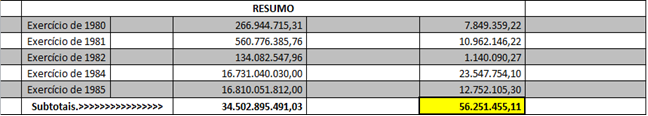 RESUMO
Exercício de 1980 266.944.715,31 7.849.359,22
Exercício de 1981 560.776.385,76 10.962.146,22
Exercício de 1982 134.082.547,96 1.140.090,27
Exercício de 1984 16.731.040.030,00 23.547.754,10
Exercício de 1985 16.810.051.812,00 12.752.105,30
Subtotais.>>>>>>>>>>>>>>>> 34.502.895.491,03 56.251.455,11